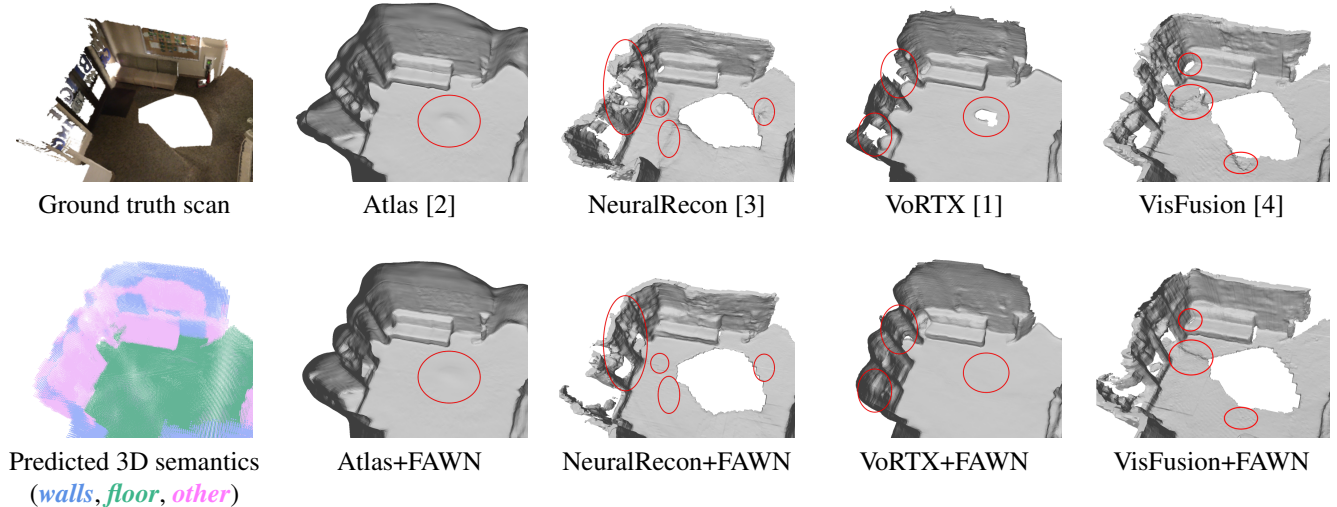 Ground truth scan
Atlas [2]
NeuralRecon [3]
VoRTX [1]
VisFusion [4]
Predicted 3D semantics
(walls, floor, other)
Atlas+FAWN
NeuralRecon+FAWN
VoRTX+FAWN
VisFusion+FAWN